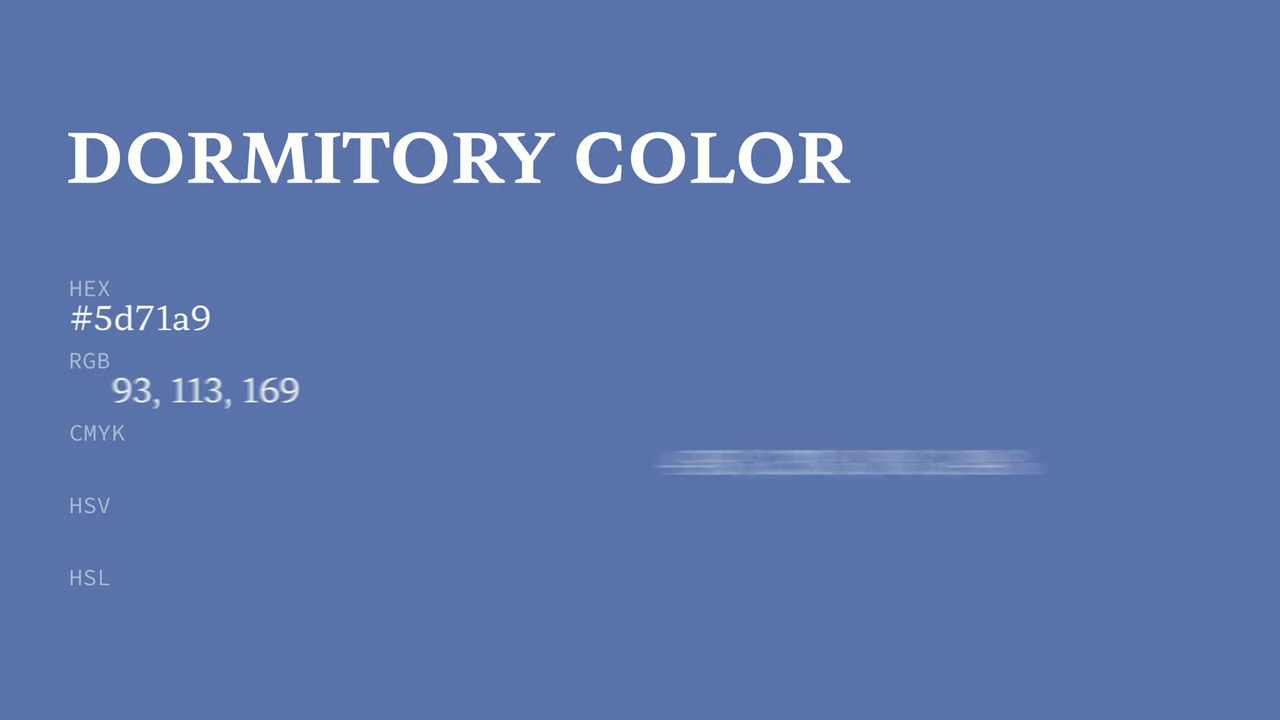 DORMITORY COLOR
HEX
#5d71a9
RGB
93, 113, 169
CMYK
HSV
HSL